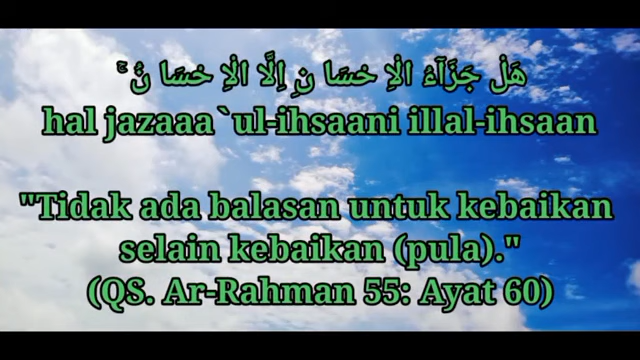 هَلْ جَزَآءُ الْاِ حْسَا نِ اِلَّا الْاِ حْسَا نُ ۚ
hal jazaaa`ul-ihsaani illal-ihsaan
"Tidak ada balasan untuk kebaikan
selain kebaikan (pula)."
(QS. Ar-Rahman 55: Ayat 60)